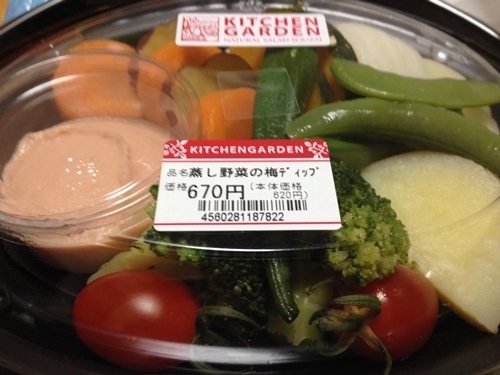 KITCHEN
GARDEN
NATURAL SALAD SOUZAI
KITCHENGARDEN
品名 蒸し野菜の梅ディップ
価格 670円 (本体価格
620円)
4560281187822